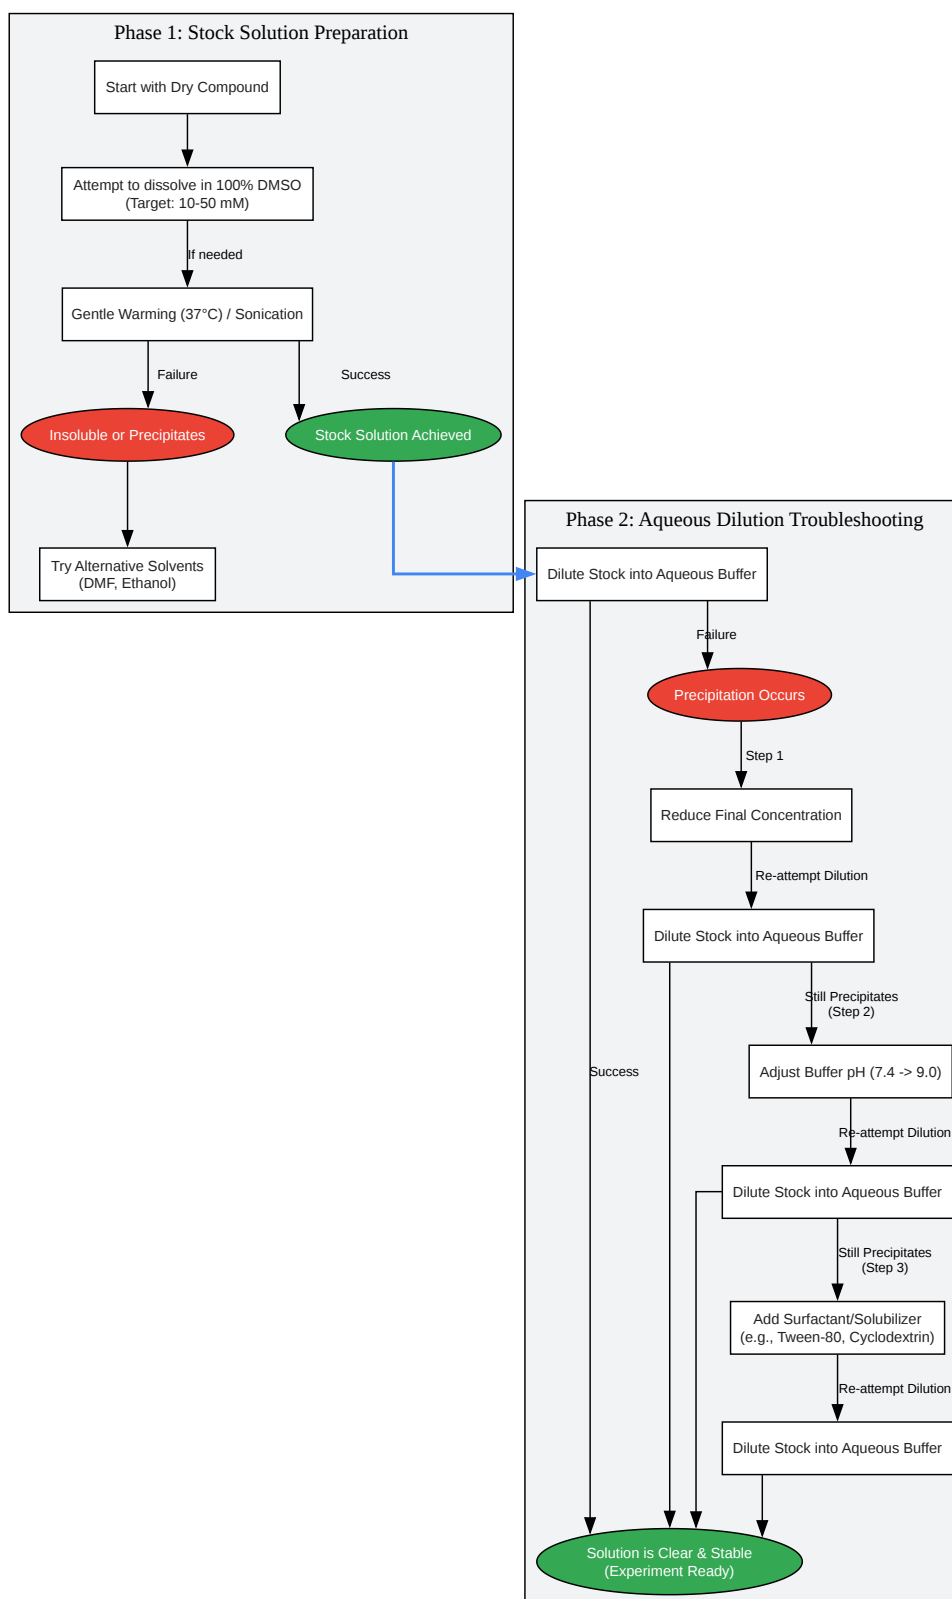 Phase 1: Stock Solution Preparation
Start with Dry Compound
Attempt to dissolve in 100% DMSO
(Target: 10-50 mM)
If needed
Gentle Warming (37°C) / Sonication
Failure
Success
Insoluble or Precipitates
Stock Solution Achieved
Try Alternative Solvents
(DMF, Ethanol)
Phase 2: Aqueous Dilution Troubleshooting
Dilute Stock into Aqueous Buffer
Failure
Precipitation Occurs
Step 1
Reduce Final Concentration
Re-attempt Dilution
Dilute Stock into Aqueous Buffer
Still Precipitates
(Step 2)
Success
Adjust Buffer pH (7.4 -> 9.0)
Re-attempt Dilution
Dilute Stock into Aqueous Buffer
Still Precipitates
(Step 3)
Add Surfactant/Solubilizer
(e.g., Tween-80, Cyclodextrin)
Re-attempt Dilution
Dilute Stock into Aqueous Buffer
Solution is Clear & Stable
(Experiment Ready)